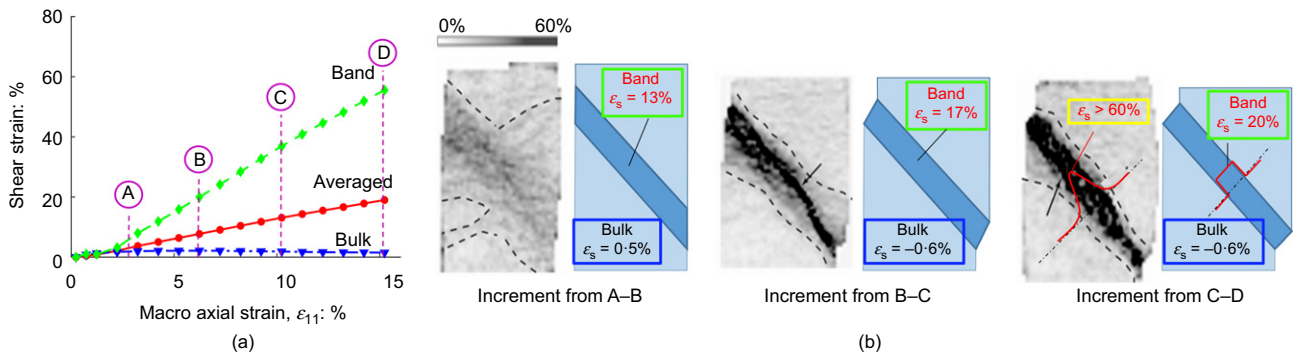 80
60
40
20
0
Shear strain: %
0
5
10
15
Macro axial strain, ε11: %
A
B
C
D
Band
Averaged
Bulk
(a)
0%
60%
Band
εs = 13%
Bulk
εs = 0·5%
Increment from A–B
Band
εs = 17%
Bulk
εs = –0·6%
Increment from B–C
εs > 60%
Band
εs = 20%
Bulk
εs = –0·6%
Increment from C–D
(b)